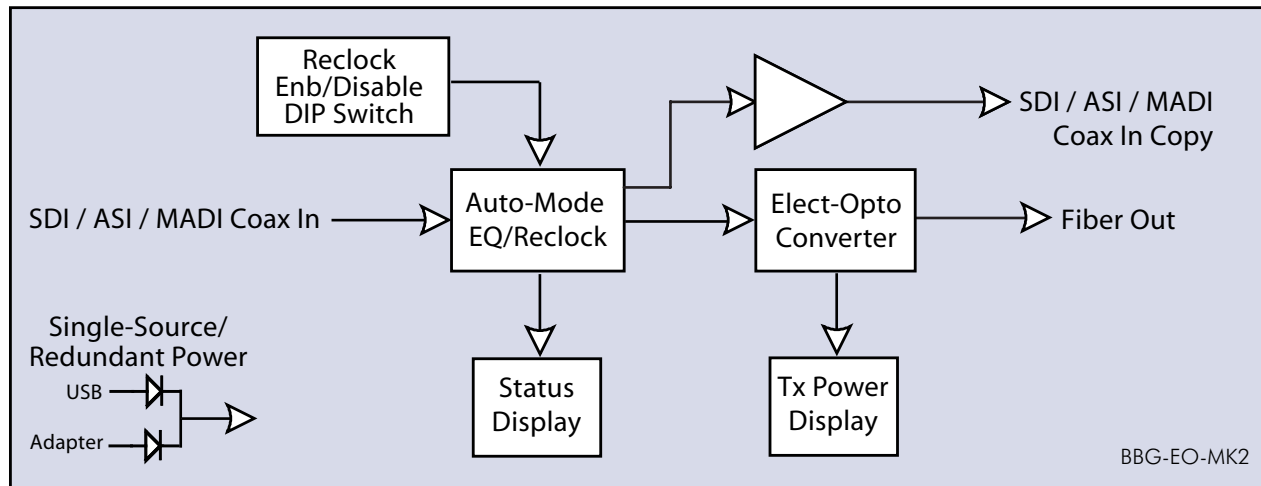 Reclock
Enb/Disable
DIP Switch
SDI / ASI / MADI
Coax In Copy
SDI / ASI / MADI Coax In
Auto-Mode
EQ/Reclock
Elect-Opto
Converter
Fiber Out
Single-Source/
Redundant Power
USB
Adapter
Status
Display
Tx Power
Display
BBG-EO-MK2